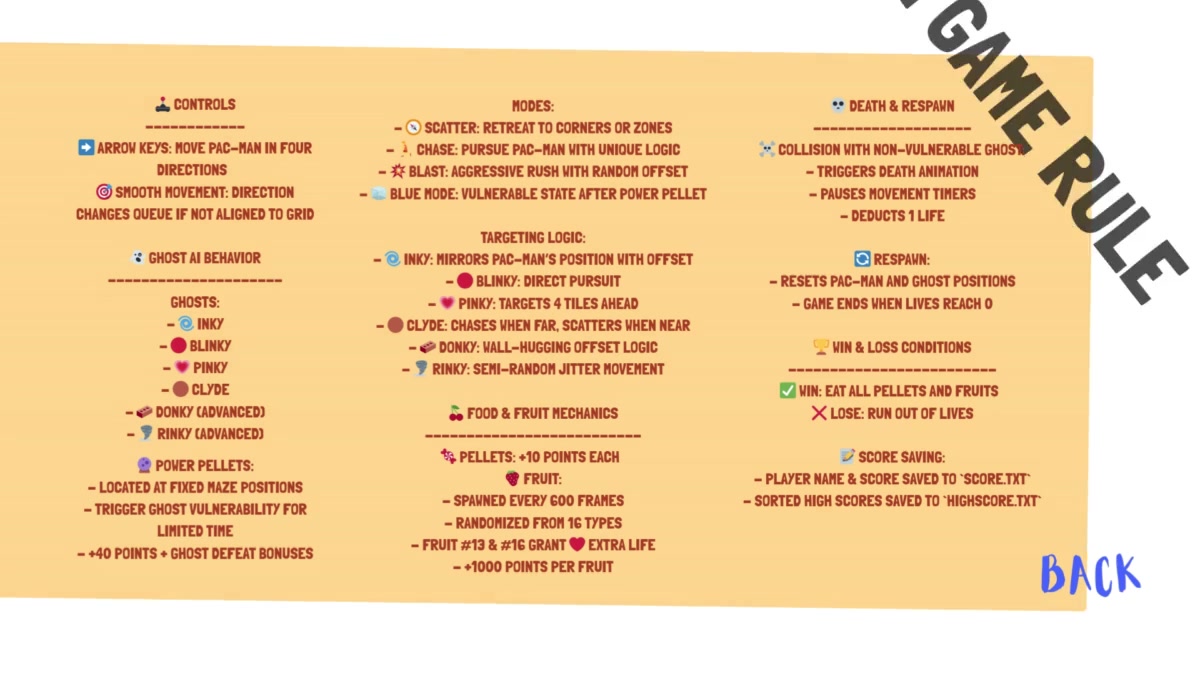 GAME RULE
🕹️ CONTROLS
------------
➡️ ARROW KEYS: MOVE PAC-MAN IN FOUR
DIRECTIONS
🎯 SMOOTH MOVEMENT: DIRECTION
CHANGES QUEUE IF NOT ALIGNED TO GRID
👻 GHOST AI BEHAVIOR
---------------------
GHOSTS:
- 🌀 INKY
- 🔴 BLINKY
- 💗 PINKY
- 🟤 CLYDE
- 🧱 DONKY (ADVANCED)
- 🌪️ RINKY (ADVANCED)
🔮 POWER PELLETS:
- LOCATED AT FIXED MAZE POSITIONS
- TRIGGER GHOST VULNERABILITY FOR
LIMITED TIME
- +40 POINTS + GHOST DEFEAT BONUSES
MODES:
- 🧭 SCATTER: RETREAT TO CORNERS OR ZONES
- 🏃 CHASE: PURSUE PAC-MAN WITH UNIQUE LOGIC
- 💥 BLAST: AGGRESSIVE RUSH WITH RANDOM OFFSET
- 🧊 BLUE MODE: VULNERABLE STATE AFTER POWER PELLET
TARGETING LOGIC:
- 🌀 INKY: MIRRORS PAC-MAN'S POSITION WITH OFFSET
- 🔴 BLINKY: DIRECT PURSUIT
- 💗 PINKY: TARGETS 4 TILES AHEAD
- 🟤 CLYDE: CHASES WHEN FAR, SCATTERS WHEN NEAR
- 🧱 DONKY: WALL-HUGGING OFFSET LOGIC
- 🌪️ RINKY: SEMI-RANDOM JITTER MOVEMENT
🍒 FOOD & FRUIT MECHANICS
--------------------------
🍬 PELLETS: +10 POINTS EACH
🍓 FRUIT:
- SPAWNED EVERY 600 FRAMES
- RANDOMIZED FROM 16 TYPES
- FRUIT #13 & #16 GRANT ❤️ EXTRA LIFE
- +1000 POINTS PER FRUIT
💀 DEATH & RESPAWN
-------------------
☠️ COLLISION WITH NON-VULNERABLE GHOST:
- TRIGGERS DEATH ANIMATION
- PAUSES MOVEMENT TIMERS
- DEDUCTS 1 LIFE
🔄 RESPAWN:
- RESETS PAC-MAN AND GHOST POSITIONS
- GAME ENDS WHEN LIVES REACH 0
🏆 WIN & LOSS CONDITIONS
-------------------------
✅ WIN: EAT ALL PELLETS AND FRUITS
❌ LOSE: RUN OUT OF LIVES
📝 SCORE SAVING:
- PLAYER NAME & SCORE SAVED TO `SCORE.TXT`
- SORTED HIGH SCORES SAVED TO `HIGHSCORE.TXT`
BACK